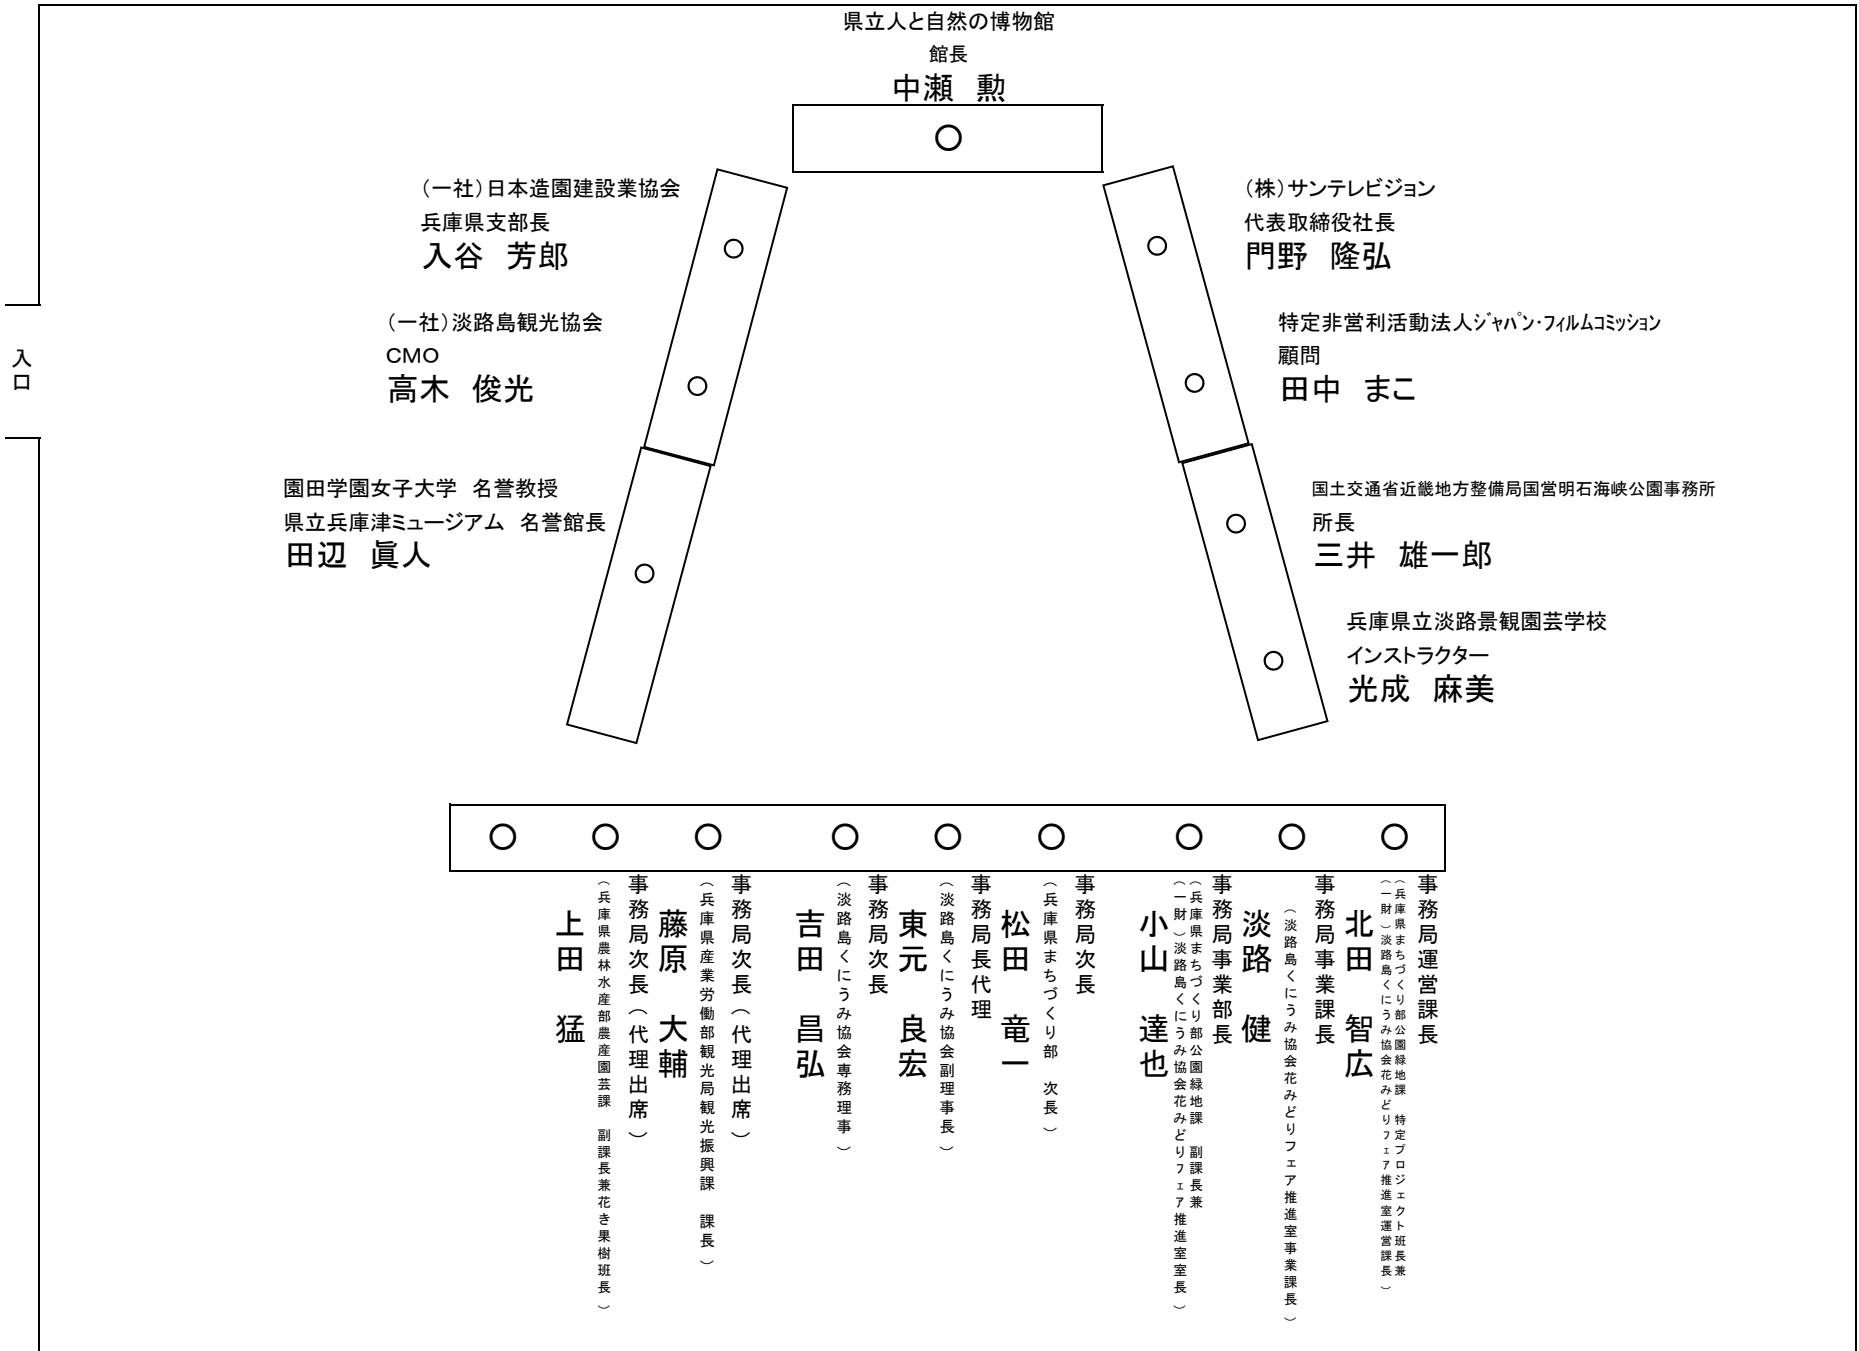 県立人と自然の博物館
館長
中瀬　勲
（一社）日本造園建設業協会
兵庫県支部長
入谷　芳郎
（株）サンテレビジョン
代表取締役社長
門野　隆弘
入口
（一社）淡路島観光協会
CMO
高木　俊光
特定非営利活動法人ｼﾞｬﾊﾟﾝ・ﾌｨﾙﾑｺﾐｯｼｮﾝ
顧問
田中　まこ
園田学園女子大学　名誉教授
県立兵庫津ミュージアム　名誉館長
田辺　眞人
国土交通省近畿地方整備局国営明石海峡公園事務所
所長
三井　雄一郎
兵庫県立淡路景観園芸学校
インストラクター
光成　麻美
事務局運営課長
（兵庫県まちづくり部公園緑地課　特定プロジェクト班長兼
（一財）淡路島くにうみ協会花みどりフェア推進室運営課長）
北田　智広
事務局事業課長
（淡路島くにうみ協会花みどりフェア推進室事業課長）
淡路　健
事務局事業部長
（兵庫県まちづくり部公園緑地課　副課長兼
（一財）淡路島くにうみ協会花みどりフェア推進室室長）
小山　達也
事務局次長
（兵庫県まちづくり部　次長）
松田　竜一
事務局長代理
（淡路島くにうみ協会副理事長）
東元　良宏
事務局次長
（淡路島くにうみ協会専務理事）
吉田　昌弘
事務局次長（代理出席）
（兵庫県産業労働部観光局観光振興課　課長）
藤原　大輔
事務局次長（代理出席）
（兵庫県農林水産部農産園芸課　副課長兼花き果樹班長）
上田　猛